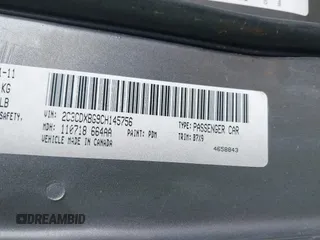 1-11
KG
LB
SAFETY.
VIN: 2C3CDXBG9CH145756
TYPE: PASSENGER CAR
MDH: 110718 664AA
PAINT: PDM
TRIM: B7X9
VEHICLE MADE IN CANADA
4658843
DREAMBID